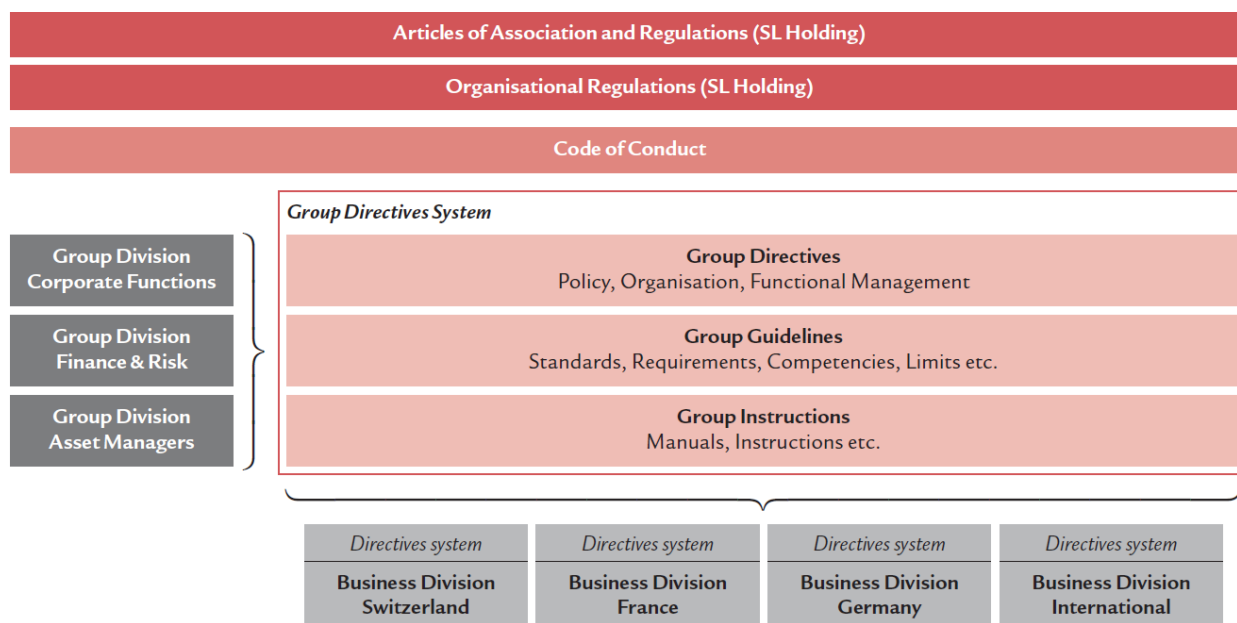 Articles of Association and Regulations (SL Holding)
Organisational Regulations (SL Holding)
Code of Conduct
Group Directives System
Group Division
Corporate Functions
Group Directives
Policy, Organisation, Functional Management
Group Division
Finance & Risk
Group Guidelines
Standards, Requirements, Competencies, Limits etc.
Group Division
Asset Managers
Group Instructions
Manuals, Instructions etc.
Directives system
Business Division
Switzerland
Directives system
Business Division
France
Directives system
Business Division
Germany
Directives system
Business Division
International